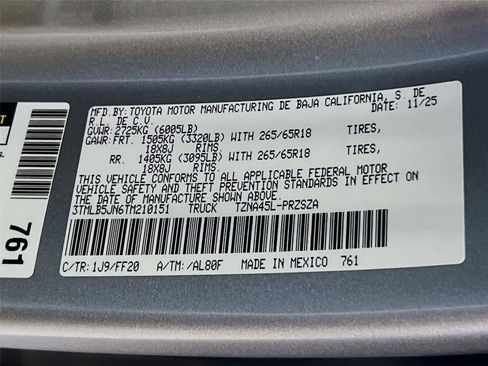 MFD.BY: TOYOTA MOTOR MANUFACTURING DE BAJA CALIFORNIA, S. DE
R.L. DE C.V. 11/25
GVWR: 2725KG (6005LB)
GAWR: FRT. 1505KG (3320LB) WITH 265/65R18 TIRES,
18X8J RIMS.
RR. 1405KG (3095LB) WITH 265/65R18 TIRES,
18X8J RIMS.
THIS VEHICLE CONFORMS TO ALL APPLICABLE FEDERAL MOTOR
VEHICLE SAFETY AND THEFT PREVENTION STANDARDS IN EFFECT ON
THE DATE OF MANUFACTURE SHOWN ABOVE.
3TMLB5JN6TM210151 TRUCK TZNA45L-PRZSZA
C/TR: 1J9/FF20 A/TM: /AL80F MADE IN MEXICO 761
761